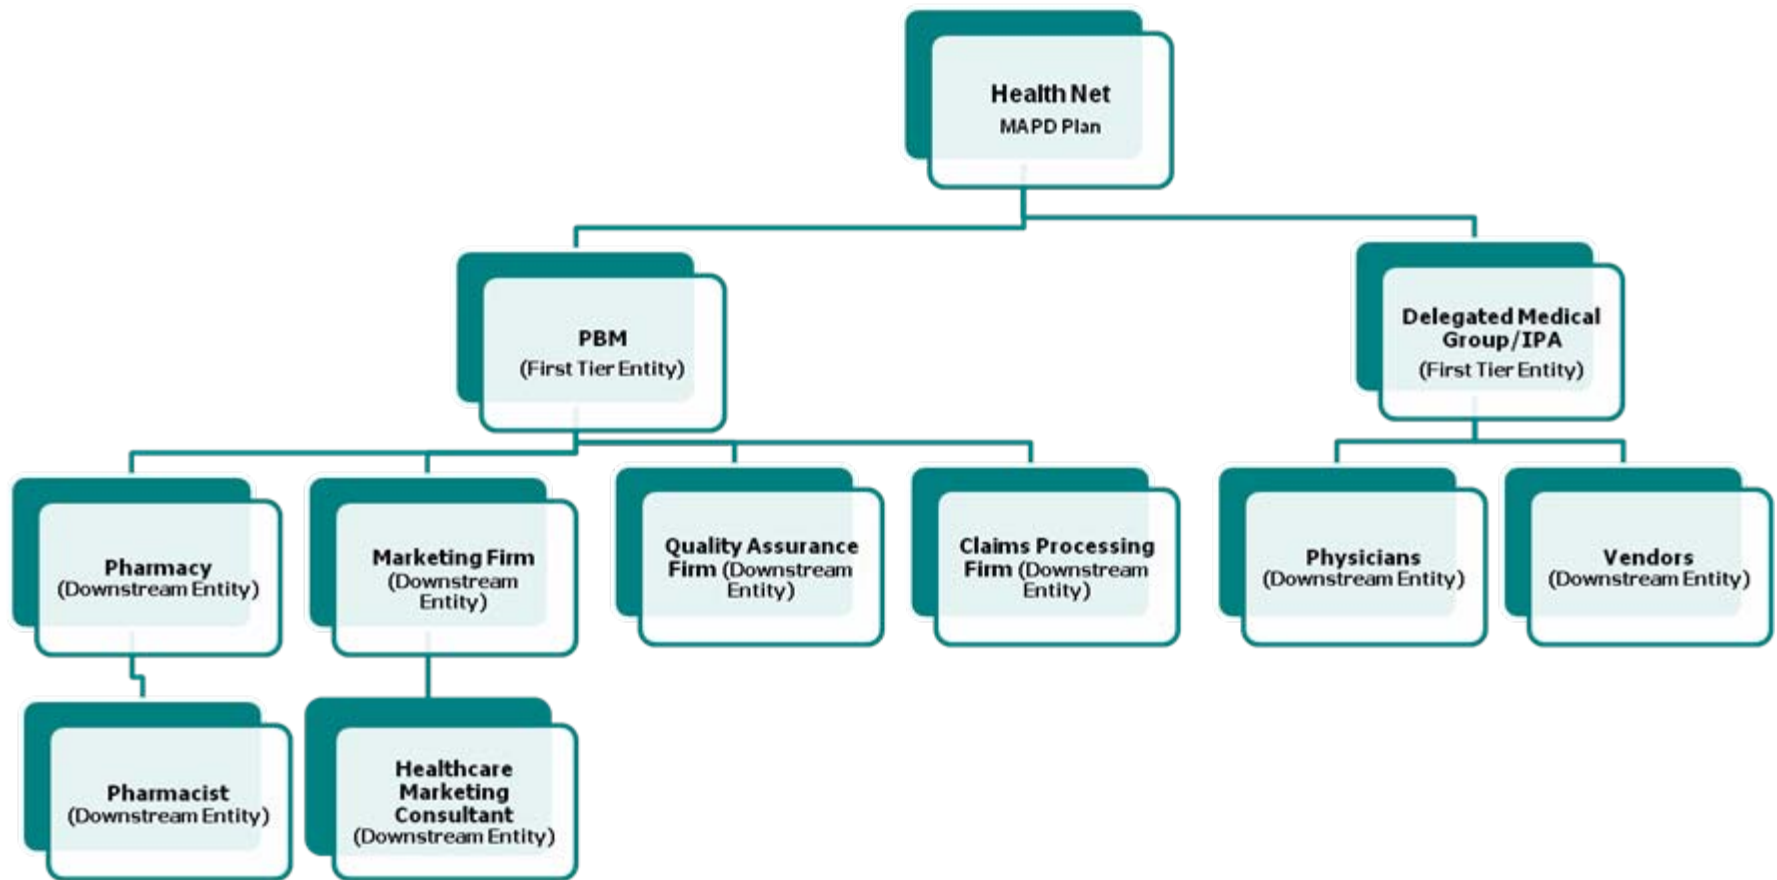 Health Net
MAPD Plan
PBM
(First Tier Entity)
Delegated Medical
Group/IPA
(First Tier Entity)
Pharmacy
(Downstream Entity)
Marketing Firm
(Downstream
Entity)
Quality Assurance
Firm (Downstream
Entity)
Claims Processing
Firm (Downstream
Entity)
Physicians
(Downstream Entity)
Vendors
(Downstream Entity)
Pharmacist
(Downstream Entity)
Healthcare
Marketing
Consultant
(Downstream Entity)